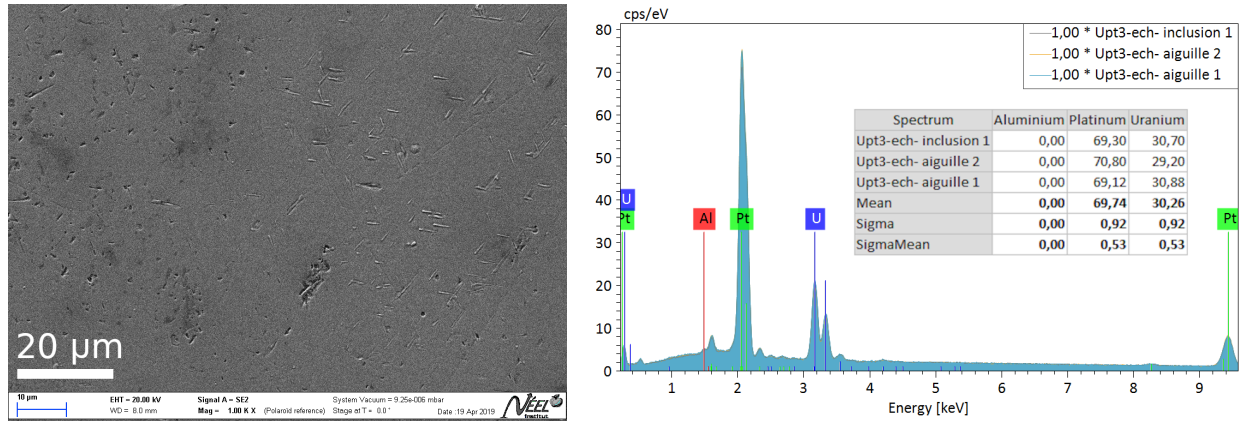 20 µm
10 µm
EHT = 20.00 kV
WD = 8.0 mm
Signal A = SE2
Mag = 1.00 K X (Polaroid reference)
System Vacuum = 9.25e-006 mbar
Stage at T = 0.0 °
Date :19 Apr 2019
NÉEL
Institut
cps/eV
80
70
60
50
40
30
20
10
0
1,00 * Upt3-ech- inclusion 1
1,00 * Upt3-ech- aiguille 2
1,00 * Upt3-ech- aiguille 1
Spectrum Aluminium Platinum Uranium
Upt3-ech- inclusion 1 0,00 69,30 30,70
Upt3-ech- aiguille 2 0,00 70,80 29,20
Upt3-ech- aiguille 1 0,00 69,12 30,88
Mean 0,00 69,74 30,26
Sigma 0,00 0,92 0,92
SigmaMean 0,00 0,53 0,53
U
Pt
Al
Pt
U
Pt
1 2 3 4 5 6 7 8 9
Energy [keV]